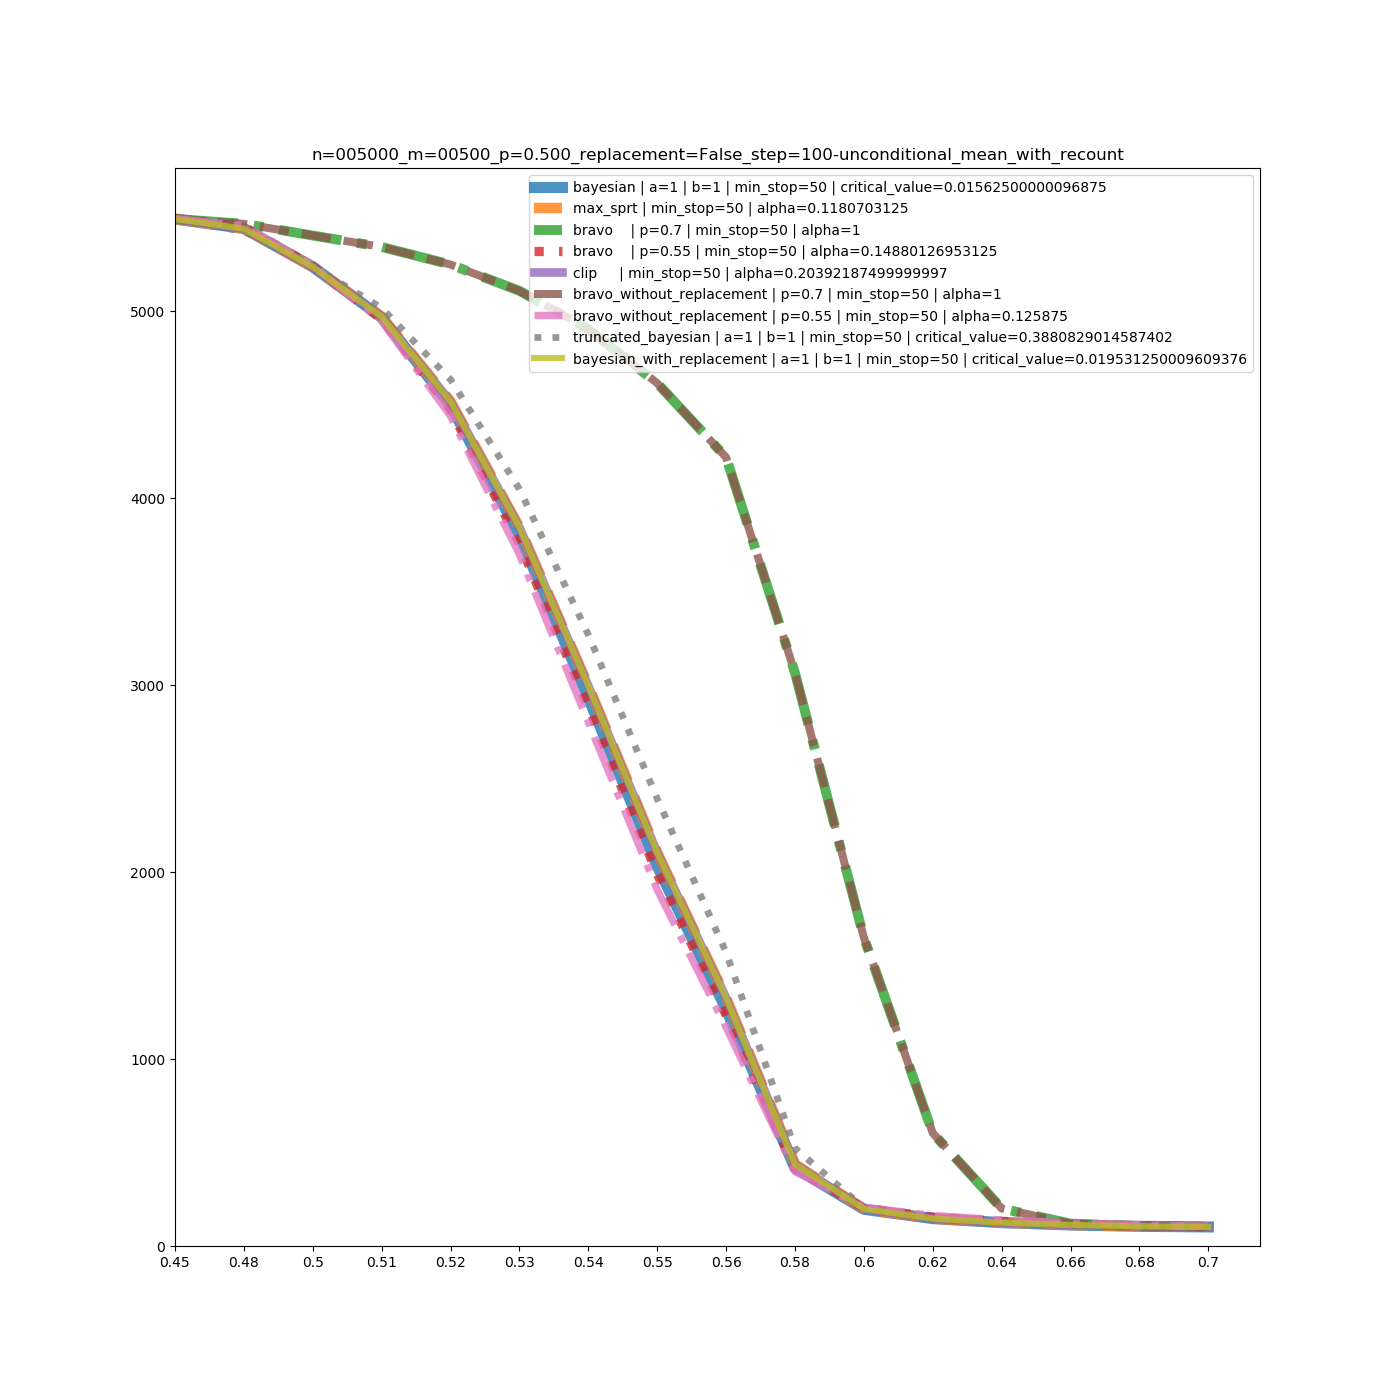 n=005000_m=00500_p=0.500_replacement=False_step=100-unconditional_mean_with_recount
bayesian | a=1 | b=1 | min_stop=50 | critical_value=0.01562500000096875
max_sprt | min_stop=50 | alpha=0.1180703125
bravo | p=0.7 | min_stop=50 | alpha=1
bravo | p=0.55 | min_stop=50 | alpha=0.14880126953125
clip | min_stop=50 | alpha=0.20392187499999997
bravo_without_replacement | p=0.7 | min_stop=50 | alpha=1
bravo_without_replacement | p=0.55 | min_stop=50 | alpha=0.125875
truncated_bayesian | a=1 | b=1 | min_stop=50 | critical_value=0.3880829014587402
bayesian_with_replacement | a=1 | b=1 | min_stop=50 | critical_value=0.019531250009609376
5000
4000
3000
2000
1000
0
0.45 0.48 0.5 0.51 0.52 0.53 0.54 0.55 0.56 0.58 0.6 0.62 0.64 0.66 0.68 0.7